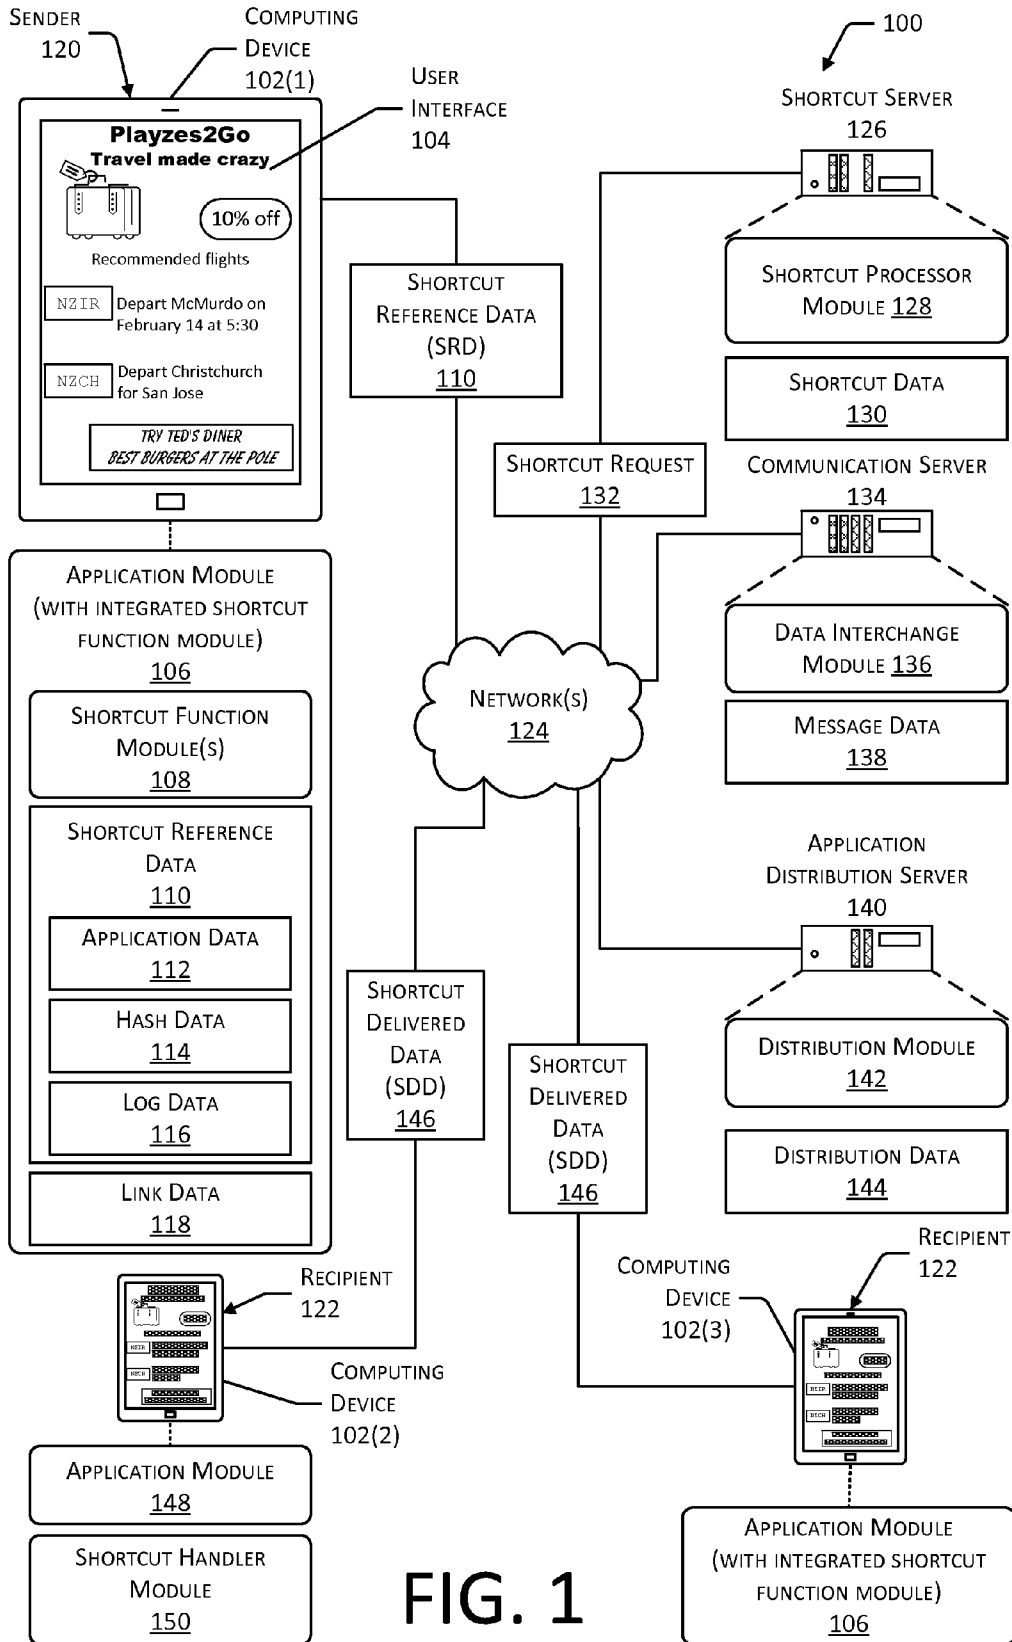 SENDER
120
COMPUTING
DEVICE
102(1)
USER
INTERFACE
104
100
Playzes2Go
Travel made crazy
10% off
Recommended flights
NZIR
Depart McMurdo on
February 14 at 5:30
NZCH
Depart Christchurch
for San Jose
TRY TED'S DINER
BEST BURGERS AT THE POLE
SHORTCUT
REFERENCE DATA
(SRD)
110
SHORTCUT SERVER
126
SHORTCUT PROCESSOR
MODULE 128
SHORTCUT DATA
130
SHORTCUT REQUEST
132
COMMUNICATION SERVER
134
DATA INTERCHANGE
MODULE 136
MESSAGE DATA
138
APPLICATION MODULE
(WITH INTEGRATED SHORTCUT
FUNCTION MODULE)
106
SHORTCUT FUNCTION
MODULE(S)
108
SHORTCUT REFERENCE
DATA
110
APPLICATION DATA
112
HASH DATA
114
LOG DATA
116
LINK DATA
118
NETWORK(S)
124
APPLICATION
DISTRIBUTION SERVER
140
DISTRIBUTION MODULE
142
DISTRIBUTION DATA
144
SHORTCUT
DELIVERED
DATA
(SDD)
146
SHORTCUT
DELIVERED
DATA
(SDD)
146
RECIPIENT
122
NZIR
NZCH
COMPUTING
DEVICE
102(2)
APPLICATION MODULE
148
SHORTCUT HANDLER
MODULE
150
COMPUTING
DEVICE
102(3)
RECIPIENT
122
NZIR
NZCH
APPLICATION MODULE
(WITH INTEGRATED SHORTCUT
FUNCTION MODULE)
106
FIG. 1